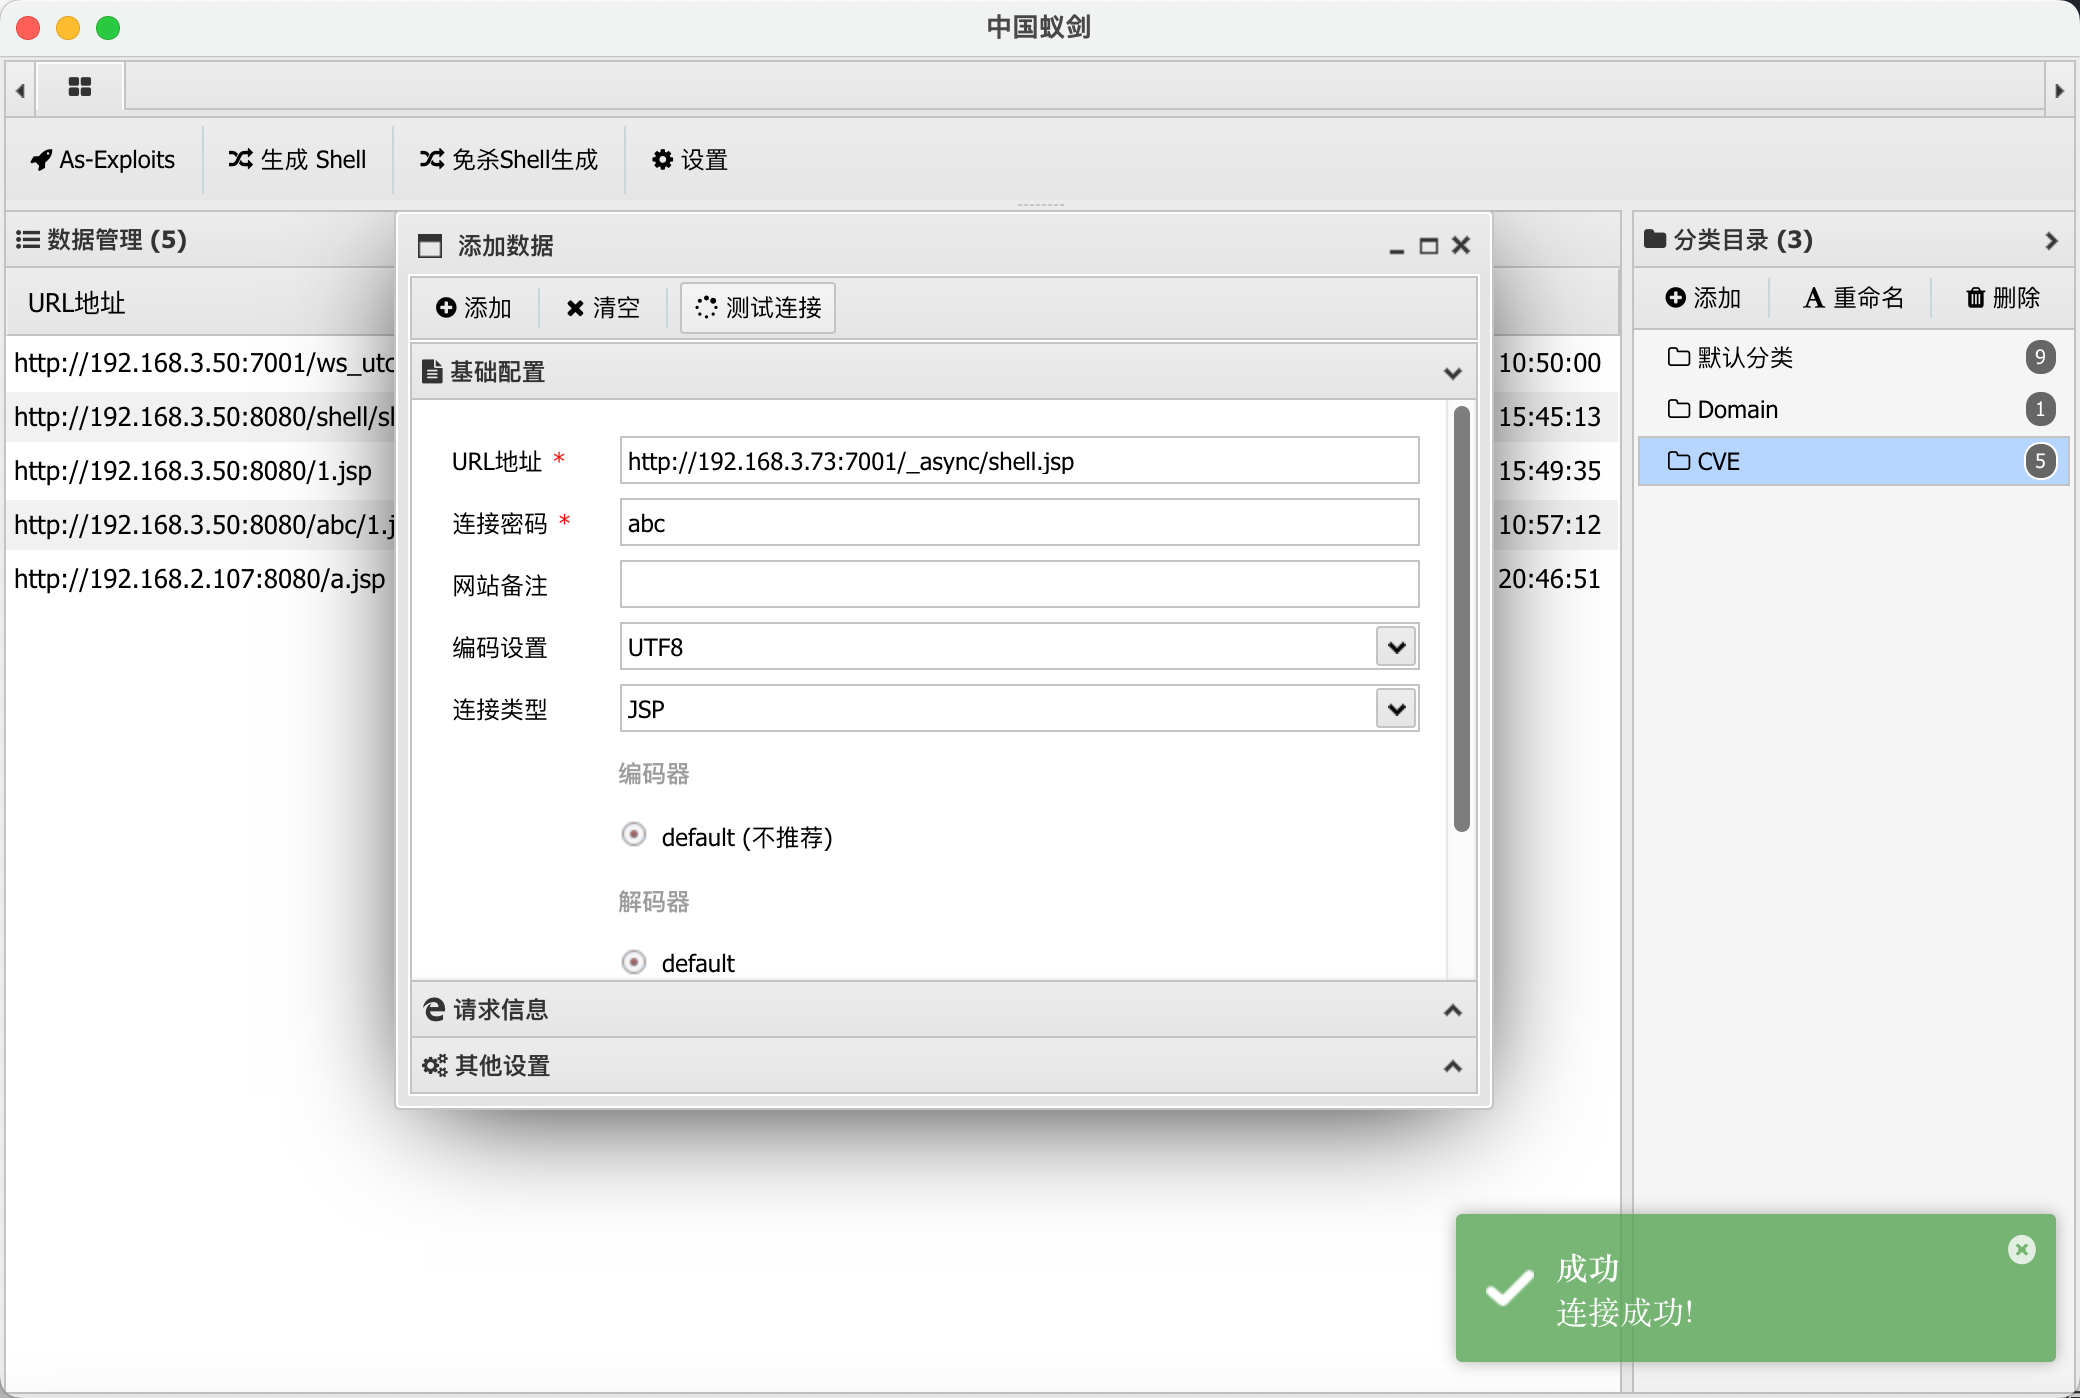 中国蚁剑
As-Exploits
生成 Shell
免杀Shell生成
设置
数据管理 (5)
URL地址
http://192.168.3.50:7001/ws_utc
http://192.168.3.50:8080/shell/sl
http://192.168.3.50:8080/1.jsp
http://192.168.3.50:8080/abc/1.j
http://192.168.2.107:8080/a.jsp
添加数据
添加
清空
测试连接
基础配置
URL地址 *
http://192.168.3.73:7001/_async/shell.jsp
连接密码 *
abc
网站备注
编码设置
UTF8
连接类型
JSP
编码器
default (不推荐)
解码器
default
请求信息
其他设置
10:50:00
15:45:13
15:49:35
10:57:12
20:46:51
分类目录 (3)
添加
重命名
删除
默认分类 9
Domain 1
CVE 5
成功
连接成功!